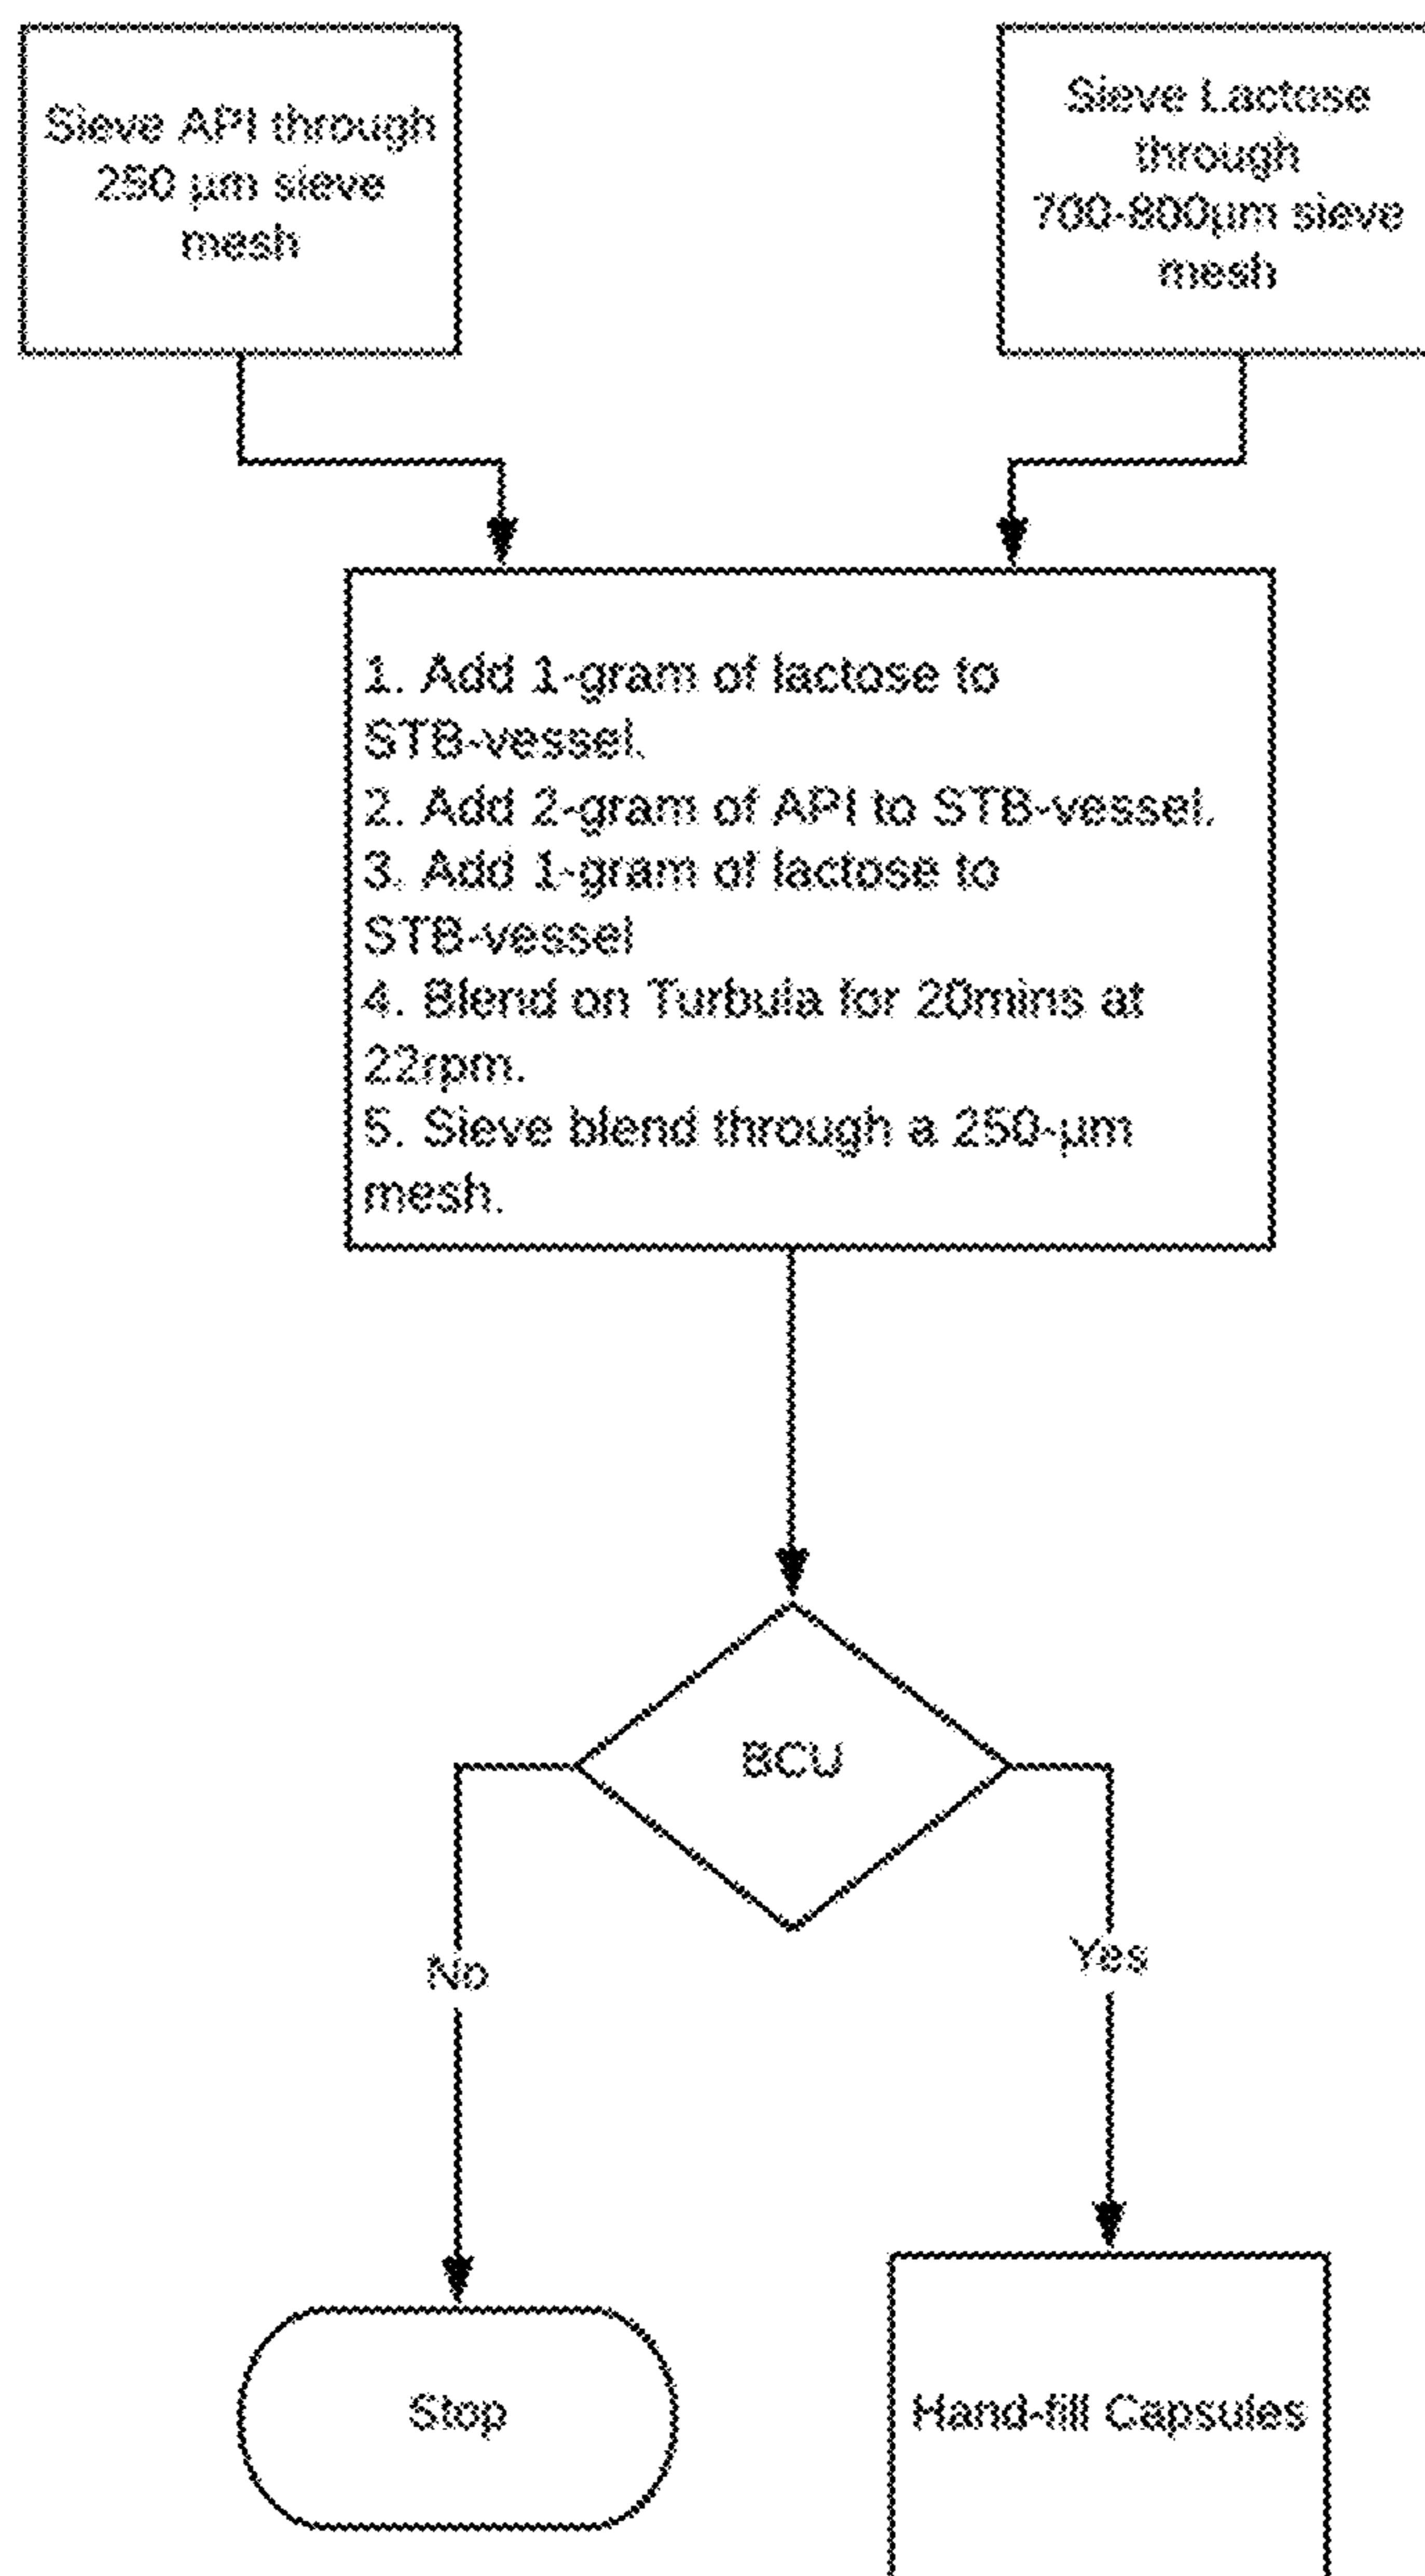 Sieve API through
250 µm sieve
mesh
Sieve Lactose
through
700-800µm sieve
mesh
1. Add 1-gram of lactose to
STB-vessel.
2. Add 2-gram of API to STB-vessel.
3. Add 1-gram of lactose to
STB-vessel
4. Blend on Turbula for 20mins at
22rpm.
5. Sieve blend through a 250-µm
mesh.
BCU
No
Yes
Stop
Hand-fill Capsules